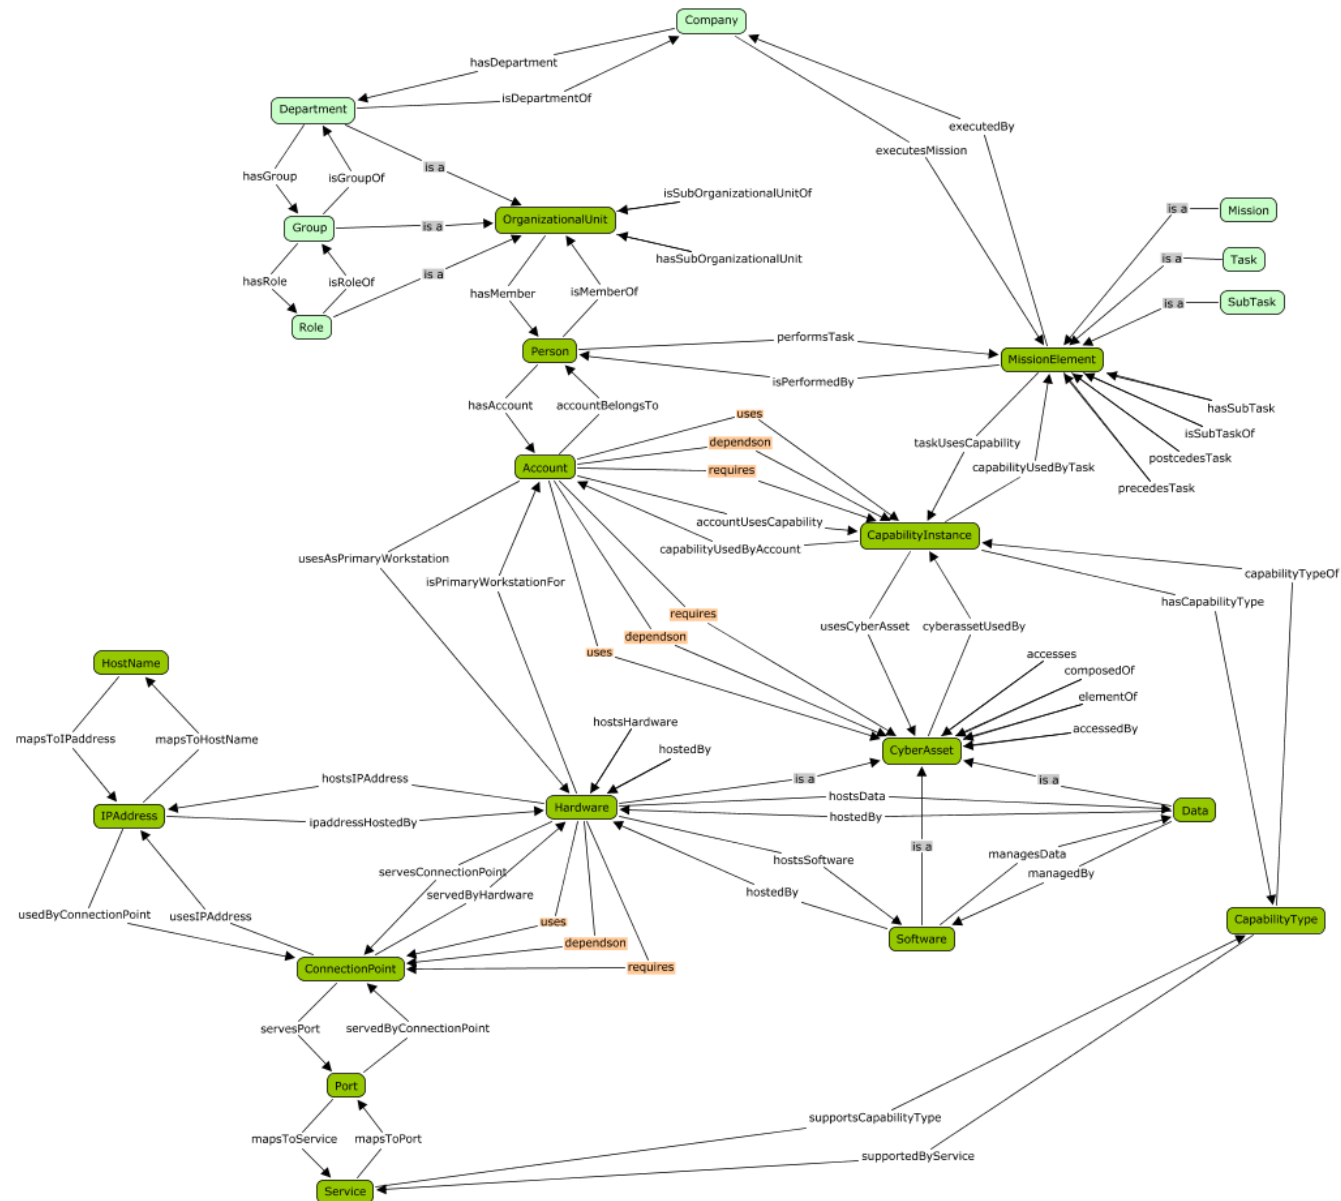 Company
hasDepartment
isDepartmentOf
Department
executedBy
executesMission
is a
hasGroup
isGroupOf
isSubOrganizationalUnitOf
OrganizationalUnit
Group
is a
is a
Mission
hasSubOrganizationalUnit
is a
Task
is a
hasRole
isRoleOf
hasMember
isMemberOf
is a
SubTask
Role
performsTask
Person
MissionElement
isPerformedBy
hasAccount
accountBelongsTo
hasSubTask
uses
isSubTaskOf
dependson
taskUsesCapability
postcedesTask
Account
requires
capabilityUsedByTask
precedesTask
accountUsesCapability
CapabilityInstance
capabilityUsedByAccount
usesAsPrimaryWorkstation
isPrimaryWorkstationFor
capabilityTypeOf
hasCapabilityType
requires
usesCyberAsset
cyberassetUsedBy
dependson
uses
accesses
HostName
composedOf
elementOf
hostsHardware
accessedBy
mapsToIPaddress
mapsToHostName
hostedBy
CyberAsset
hostsIPAddress
is a
is a
hostsData
IPAddress
Hardware
Data
ipaddressHostedBy
hostedBy
is a
managesData
hostsSoftware
servesConnectionPoint
managedBy
servedByHardware
hostedBy
usedByConnectionPoint
usesIPAddress
uses
CapabilityType
dependson
Software
ConnectionPoint
requires
servesPort
servedByConnectionPoint
Port
supportsCapabilityType
mapsToService
mapsToPort
supportedByService
Service